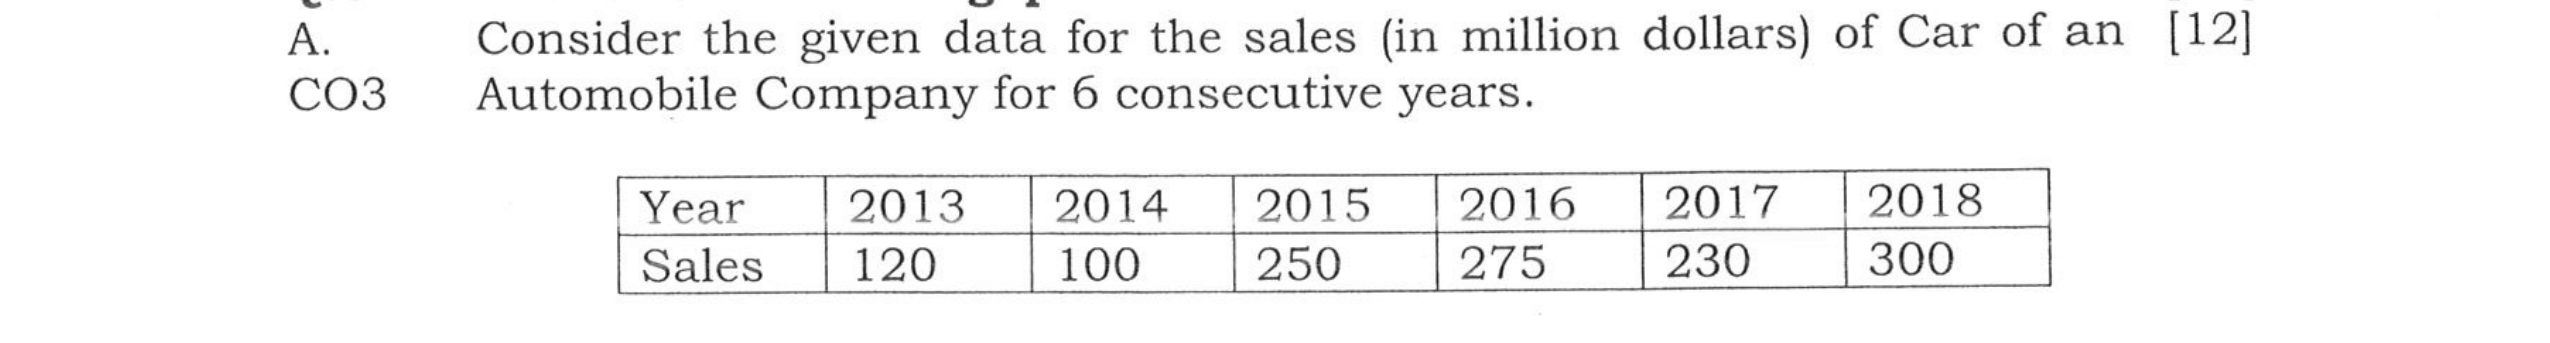 A. Consider the given data for the sales (in million dollars) of Car of an [12]
CO3 Automobile Company for 6 consecutive years.
Year 2013 2014 2015 2016 2017 2018
Sales 120 100 250 275 230 300